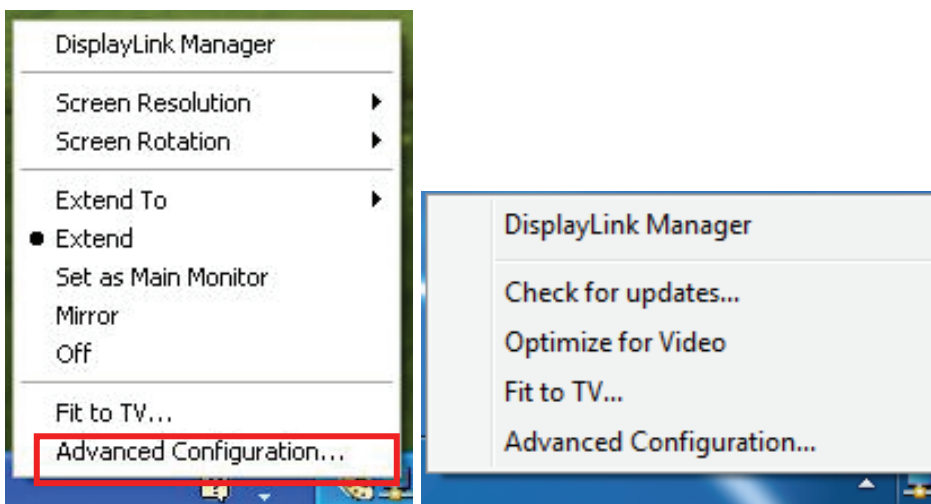 DisplayLink Manager
Screen Resolution
Screen Rotation
Extend To
Extend
Set as Main Monitor
Mirror
Off
Fit to TV...
Advanced Configuration...
DisplayLink Manager
Check for updates...
Optimize for Video
Fit to TV...
Advanced Configuration...